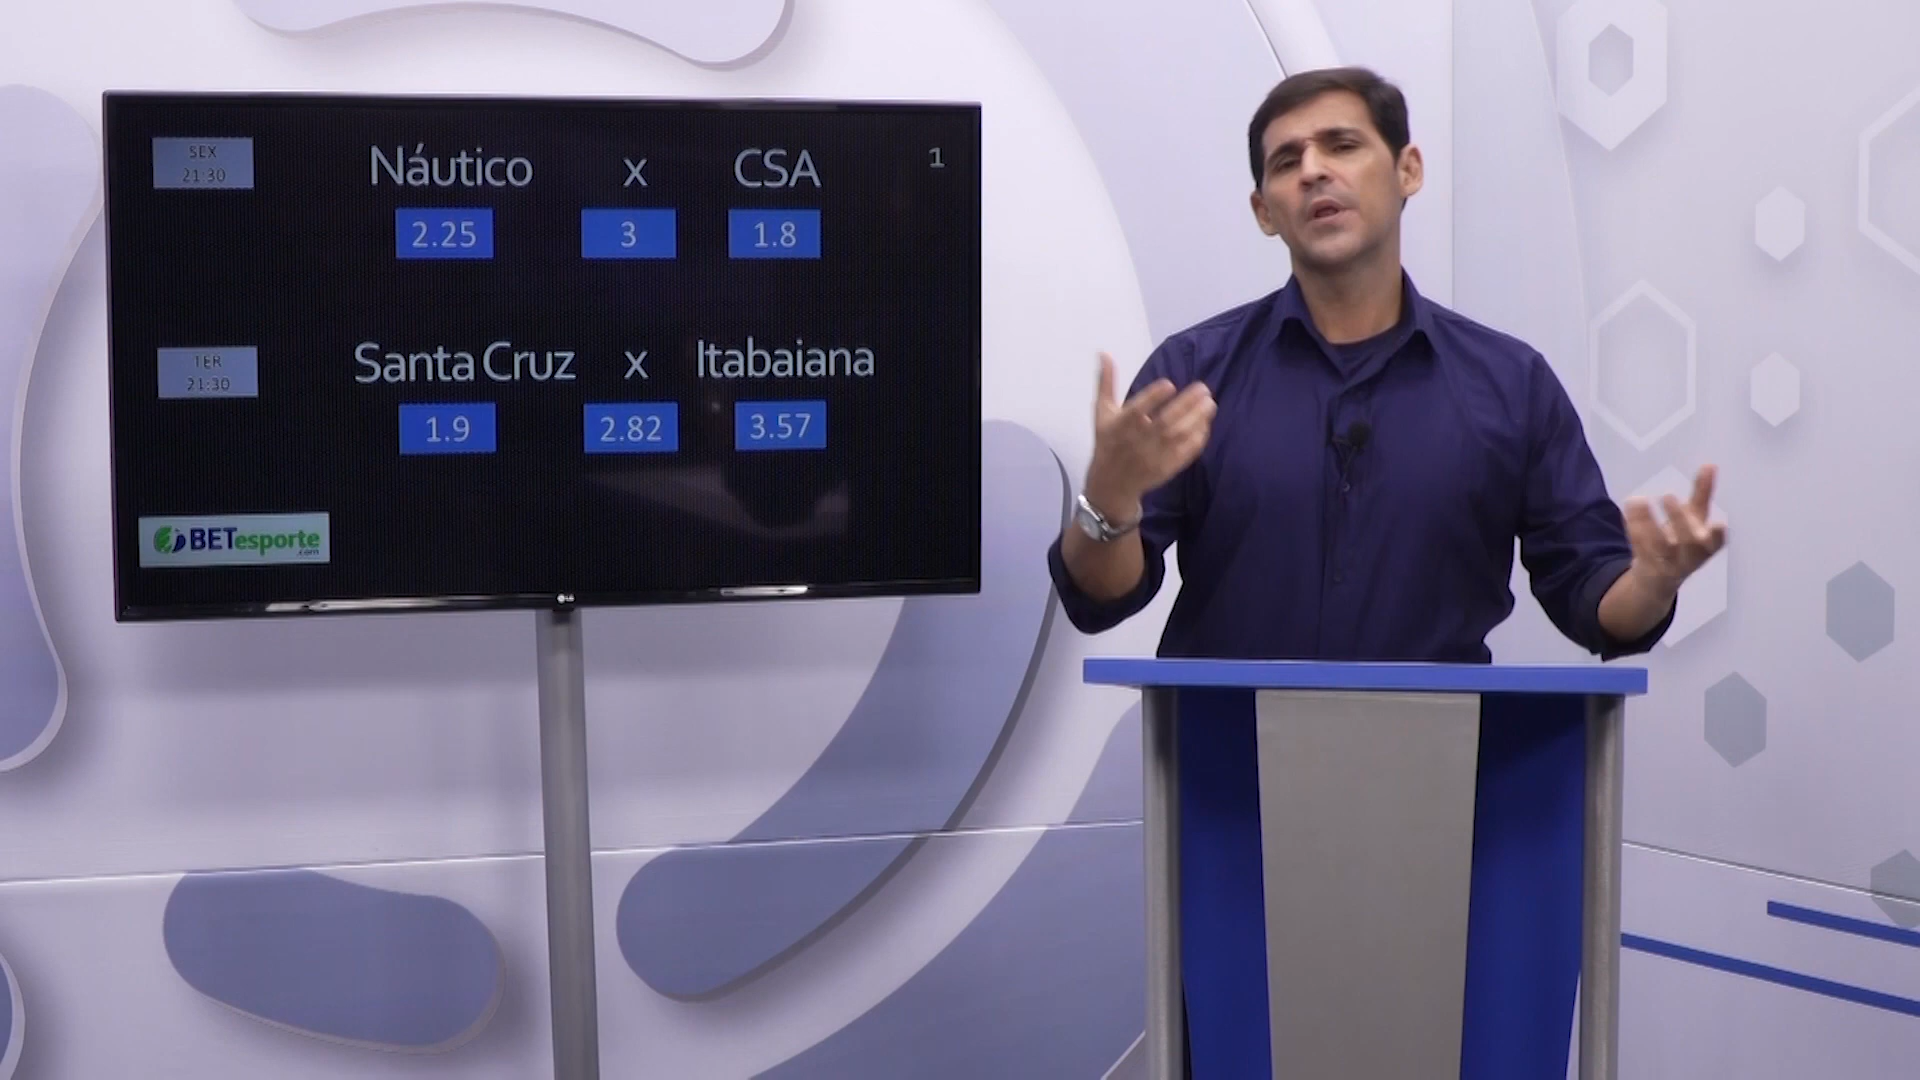 SEX
21:30
Náutico x CSA
1
2.25 3 1.8
TER
21:30
Santa Cruz x Itabaiana
1.9 2.82 3.57
BETesporte
.com
LG